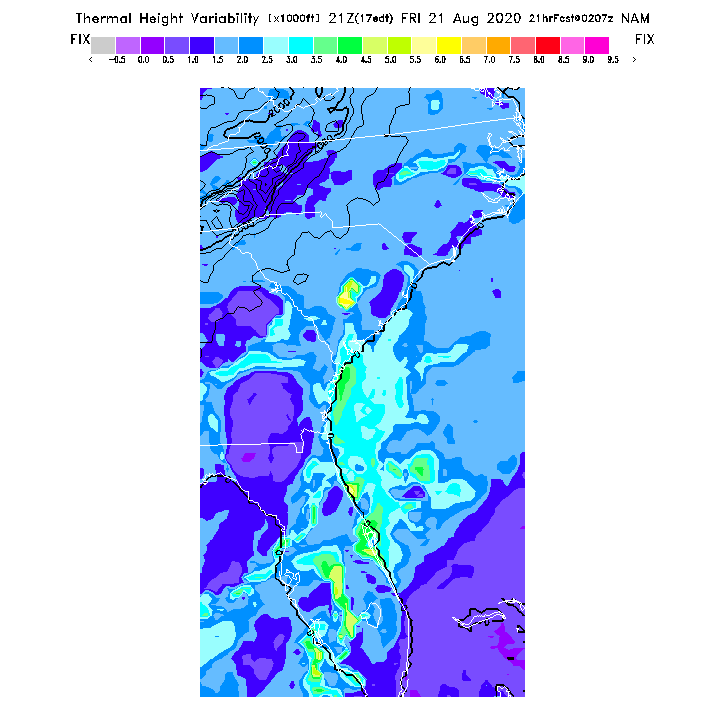 Thermal Height Variability [x1000ft] 21Z(17edt) FRI 21 Aug 2020 21hrFcst@0207z NAM
FIX FIX
< -0.5 0.0 0.5 1.0 1.5 2.0 2.5 3.0 3.5 4.0 4.5 5.0 5.5 6.0 6.5 7.0 7.5 8.0 8.5 9.0 9.5 >
2000